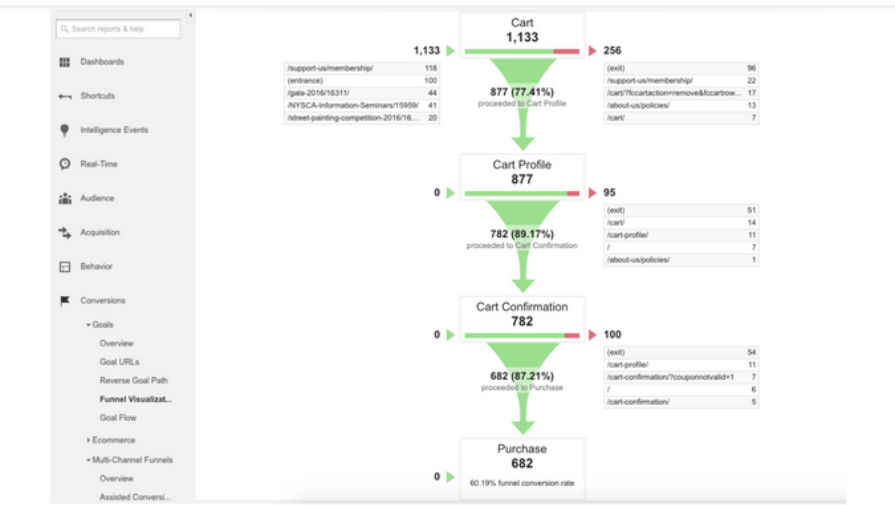 Search reports & help
Dashboards
Shortcuts
Intelligence Events
Real-Time
Audience
Acquisition
Behavior
Conversions
Goals
Overview
Goal URLs
Reverse Goal Path
Funnel Visualizat...
Goal Flow
Ecommerce
Multi-Channel Funnels
Overview
Assisted Conversi...
Cart
1,133
1,133
/support-us/membership/ 118
(entrance) 100
/gala-2016/16311/ 44
/NYSCA-Information-Seminars/15959/ 41
/street-painting-competition-2016/16... 20
256
(exit) 96
/support-us/membership/ 22
/cart/?fccartaction=remove&fccartrow... 17
/about-us/policies/ 13
/cart/ 7
877 (77.41%)
proceeded to Cart Profile
Cart Profile
877
0
95
(exit) 51
/cart/ 14
/cart-profile/ 11
/ 7
/about-us/policies/ 1
782 (89.17%)
proceeded to Cart Confirmation
Cart Confirmation
782
0
100
(exit) 54
/cart-profile/ 11
/cart-confirmation/?couponnotvalid=1 7
/ 6
/cart-confirmation/ 5
682 (87.21%)
proceeded to Purchase
Purchase
682
0
60.19% funnel conversion rate